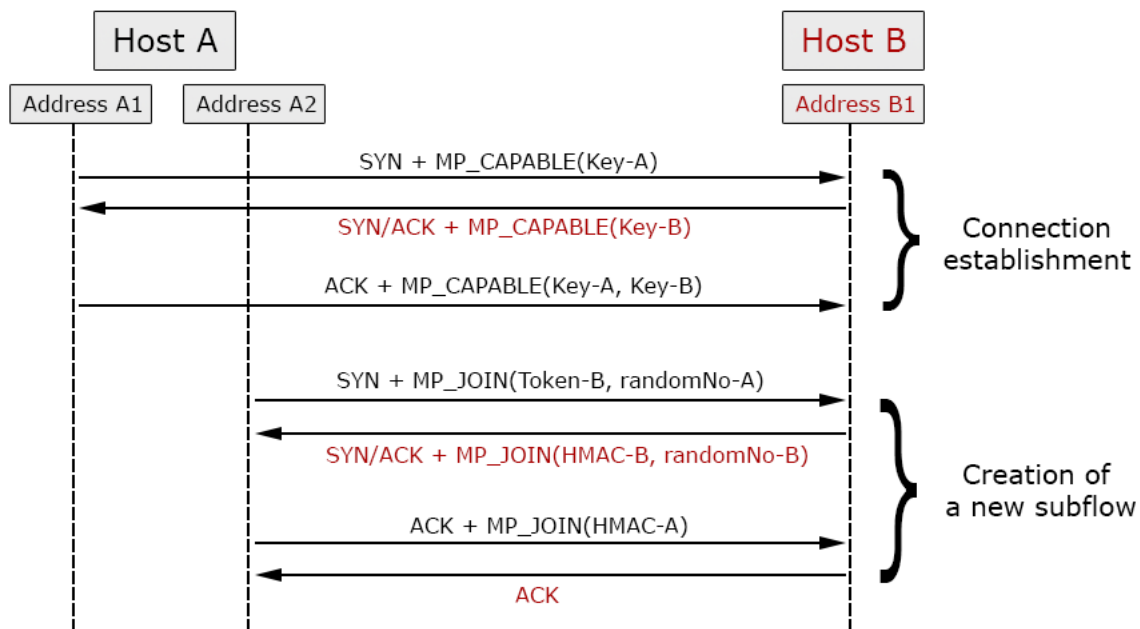 Host A
Host B
Address A1
Address A2
Address B1
SYN + MP_CAPABLE(Key-A)
SYN/ACK + MP_CAPABLE(Key-B)
ACK + MP_CAPABLE(Key-A, Key-B)
Connection
establishment
SYN + MP_JOIN(Token-B, randomNo-A)
SYN/ACK + MP_JOIN(HMAC-B, randomNo-B)
ACK + MP_JOIN(HMAC-A)
ACK
Creation of
a new subflow